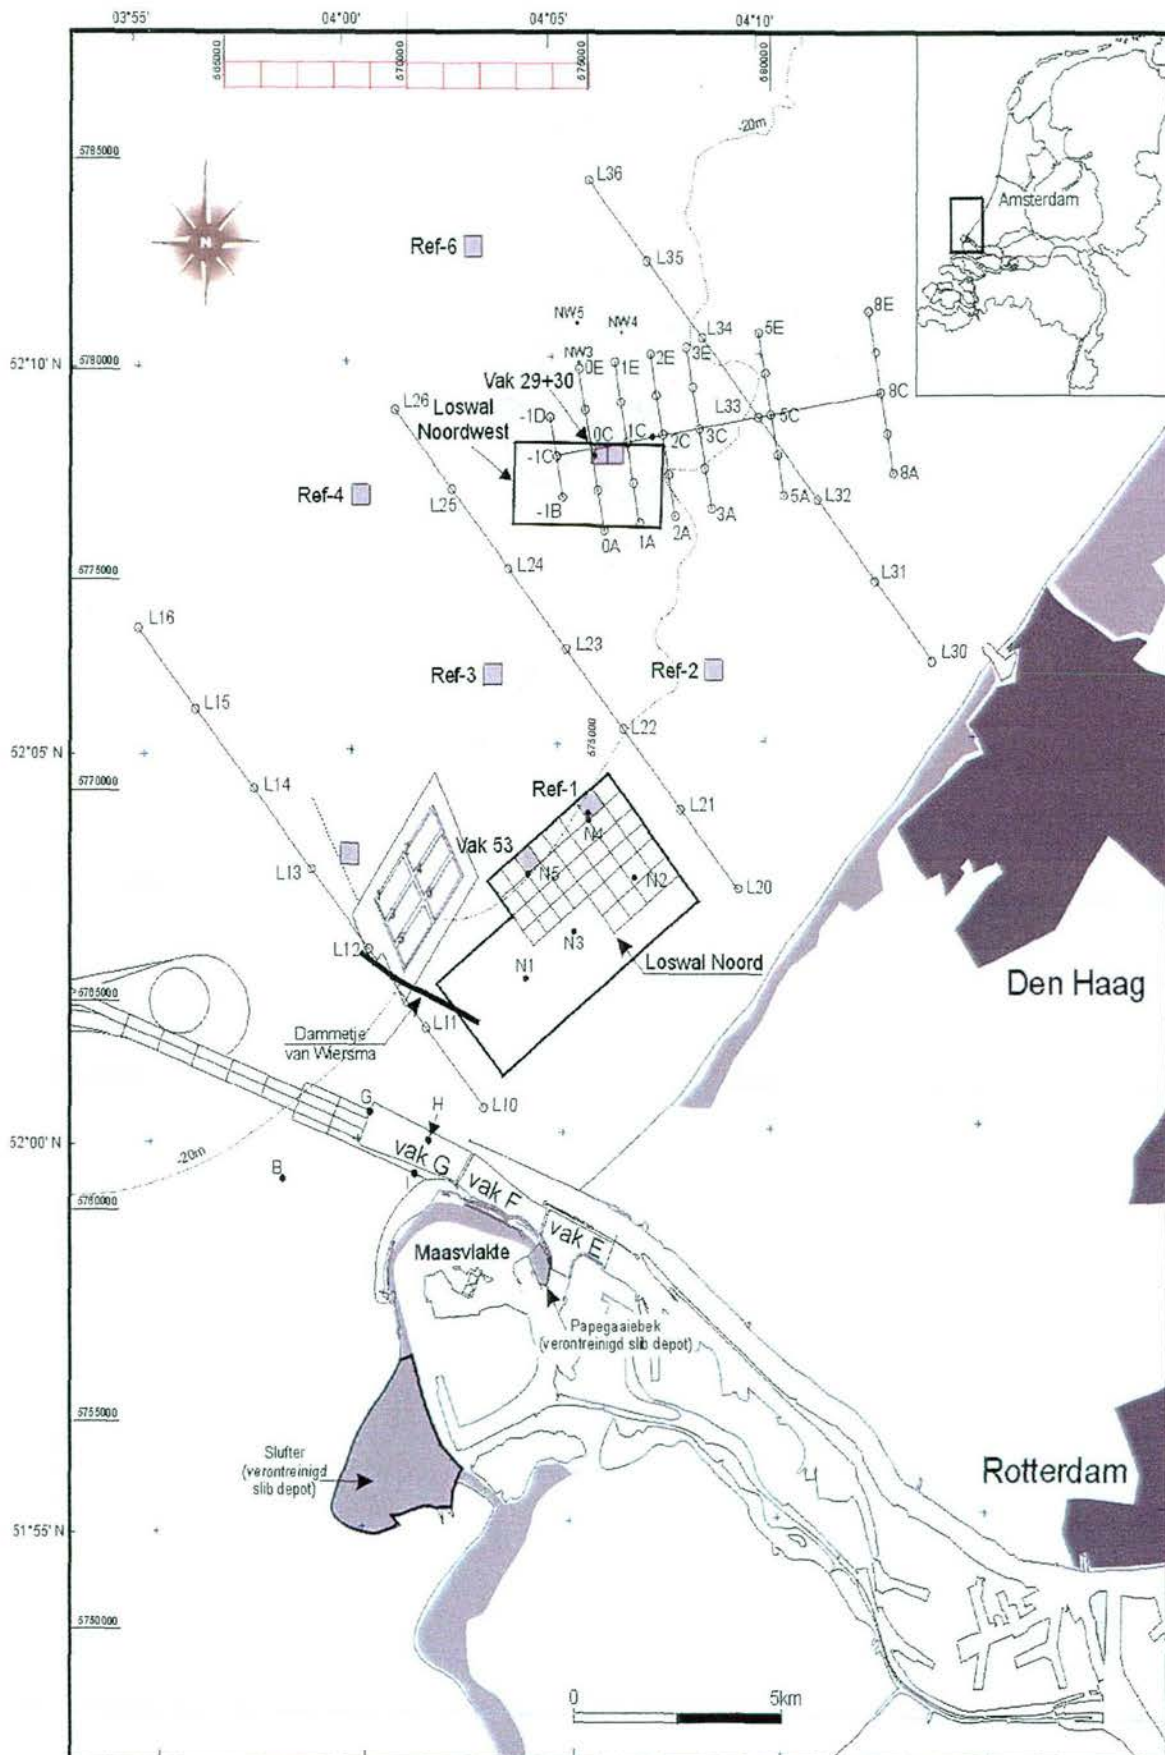 03°55'
04°00'
04°05'
04°10'
565000
570000
575000
580000
-20m
5785000
L36
Amsterdam
Ref-6
L35
NW5
NW4
L34
8E
5E
3E
2E
NW3
0E
1E
52°10' N
5780000
Vak 29+30
8C
L26
Loswal
Noordwest
-1D
L33
5C
0C
1C
2C
3C
-1C
8A
Ref-4
L25
-1B
5A
L32
3A
2A
0A
1A
L24
5775000
L31
L16
L23
L30
Ref-3
Ref-2
L15
L22
575000
52°05' N
5770000
L14
Ref-1
L21
N4
Vak 53
L13
N5
N2
L20
L12
N3
Loswal Noord
N1
Den Haag
5765000
L11
Dammetje
van Wiersma
L10
G
H
52°00' N
-20m
vak G
B
I
vak F
5760000
vak E
Maasvlakte
Papegaaiebek
(verontreinigd slib depot)
5755000
Slufter
(verontreinigd
slib depot)
Rotterdam
51°55' N
5750000
0
5km
N